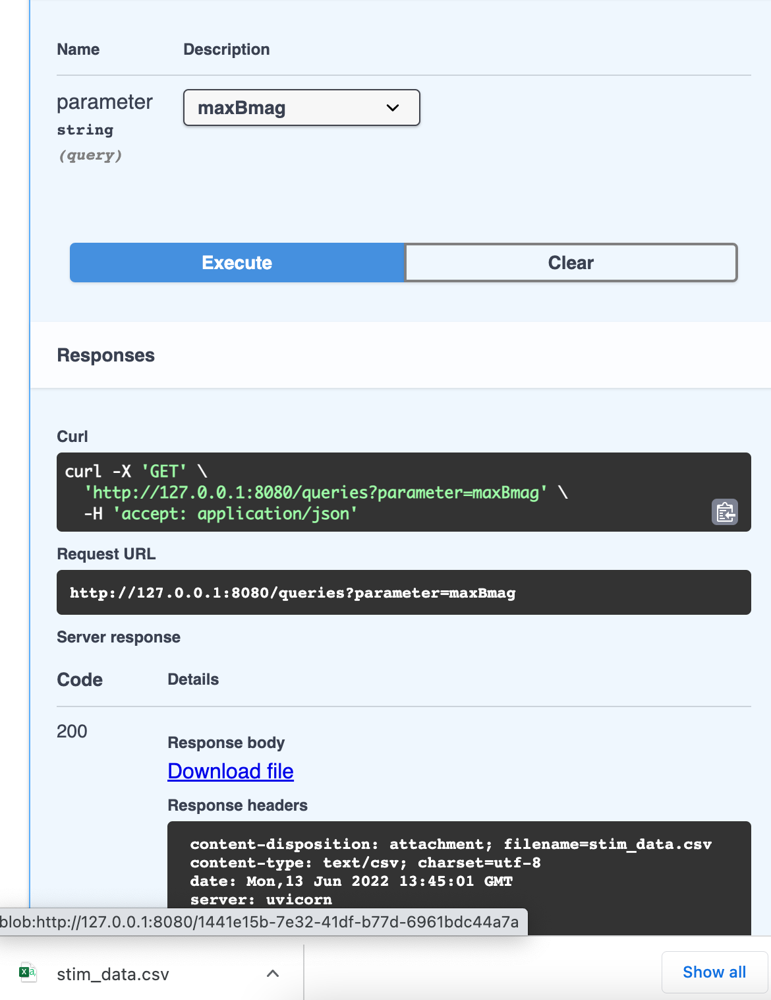 Name Description
parameter maxBmag
string
(query)
Execute Clear
Responses
Curl
curl -X 'GET' \
  'http://127.0.0.1:8080/queries?parameter=maxBmag' \
  -H 'accept: application/json'
Request URL
http://127.0.0.1:8080/queries?parameter=maxBmag
Server response
Code Details
200
Response body
Download file
Response headers
content-disposition: attachment; filename=stim_data.csv
content-type: text/csv; charset=utf-8
date: Mon,13 Jun 2022 13:45:01 GMT
server: uvicorn
blob:http://127.0.0.1:8080/1441e15b-7e32-41df-b77d-6961bdc44a7a
stim_data.csv Show all